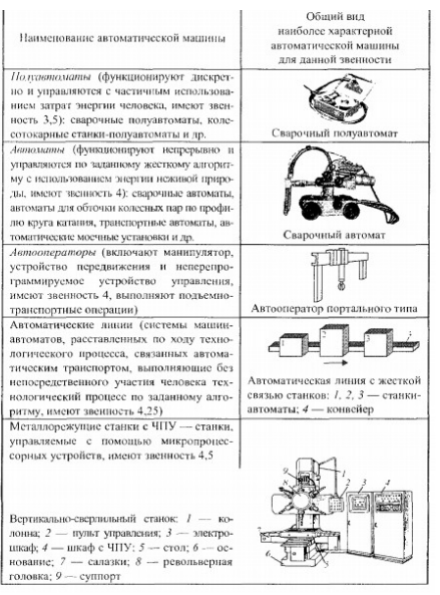 Наименование автоматической машины
Общий вид
наиболее характерной
автоматической машины
для данной звенности
Полуавтоматы (функционируют дискрет-
но и управляются с частичным использова-
нием затрат энергии человека, имеют звен-
ность 3,5): сварочные полуавтоматы, коле-
сотокарные станки-полуавтоматы и др.
Сварочный полуавтомат
Автоматы (функционируют непрерывно и
управляются по заданному жесткому алгорит-
му с использованием энергии неживой приро-
ды, имеют звенность 4): сварочные автоматы,
автоматы для обточки колесных пар по профи-
лю круга катания, транспортные автоматы, ав-
томатические моечные установки и др.
Сварочный автомат
Автооператоры (включают манипулятор,
устройство передвижения и неперепро-
граммируемое устройство управления,
имеют звенность 4, выполняют подъемно-
транспортные операции)
Автооператор портального типа
Автоматические линии (системы машин-
автоматов, расставленных по ходу техно-
логического процесса, связанных автома-
тическим транспортом, выполняющие без
непосредственного участия человека тех-
нологический процесс по заданному алго-
ритму, имеют звенность 4,25)
Автоматическая линия с жесткой
связью станков: 1, 2, 3 — станки-
автоматы; 4 — конвейер
Металлорежущие станки с ЧПУ — станки,
управляемые с помощью микропроцес-
сорных устройств, имеют звенность 4,5
Вертикально-сверлильный станок: 1 — ко-
лонна; 2 — пульт управления; 3 — электро-
шкаф; 4 — шкаф с ЧПУ; 5 — стол; 6 — ос-
нование; 7 — салазки; 8 — револьверная
головка; 9 — суппорт